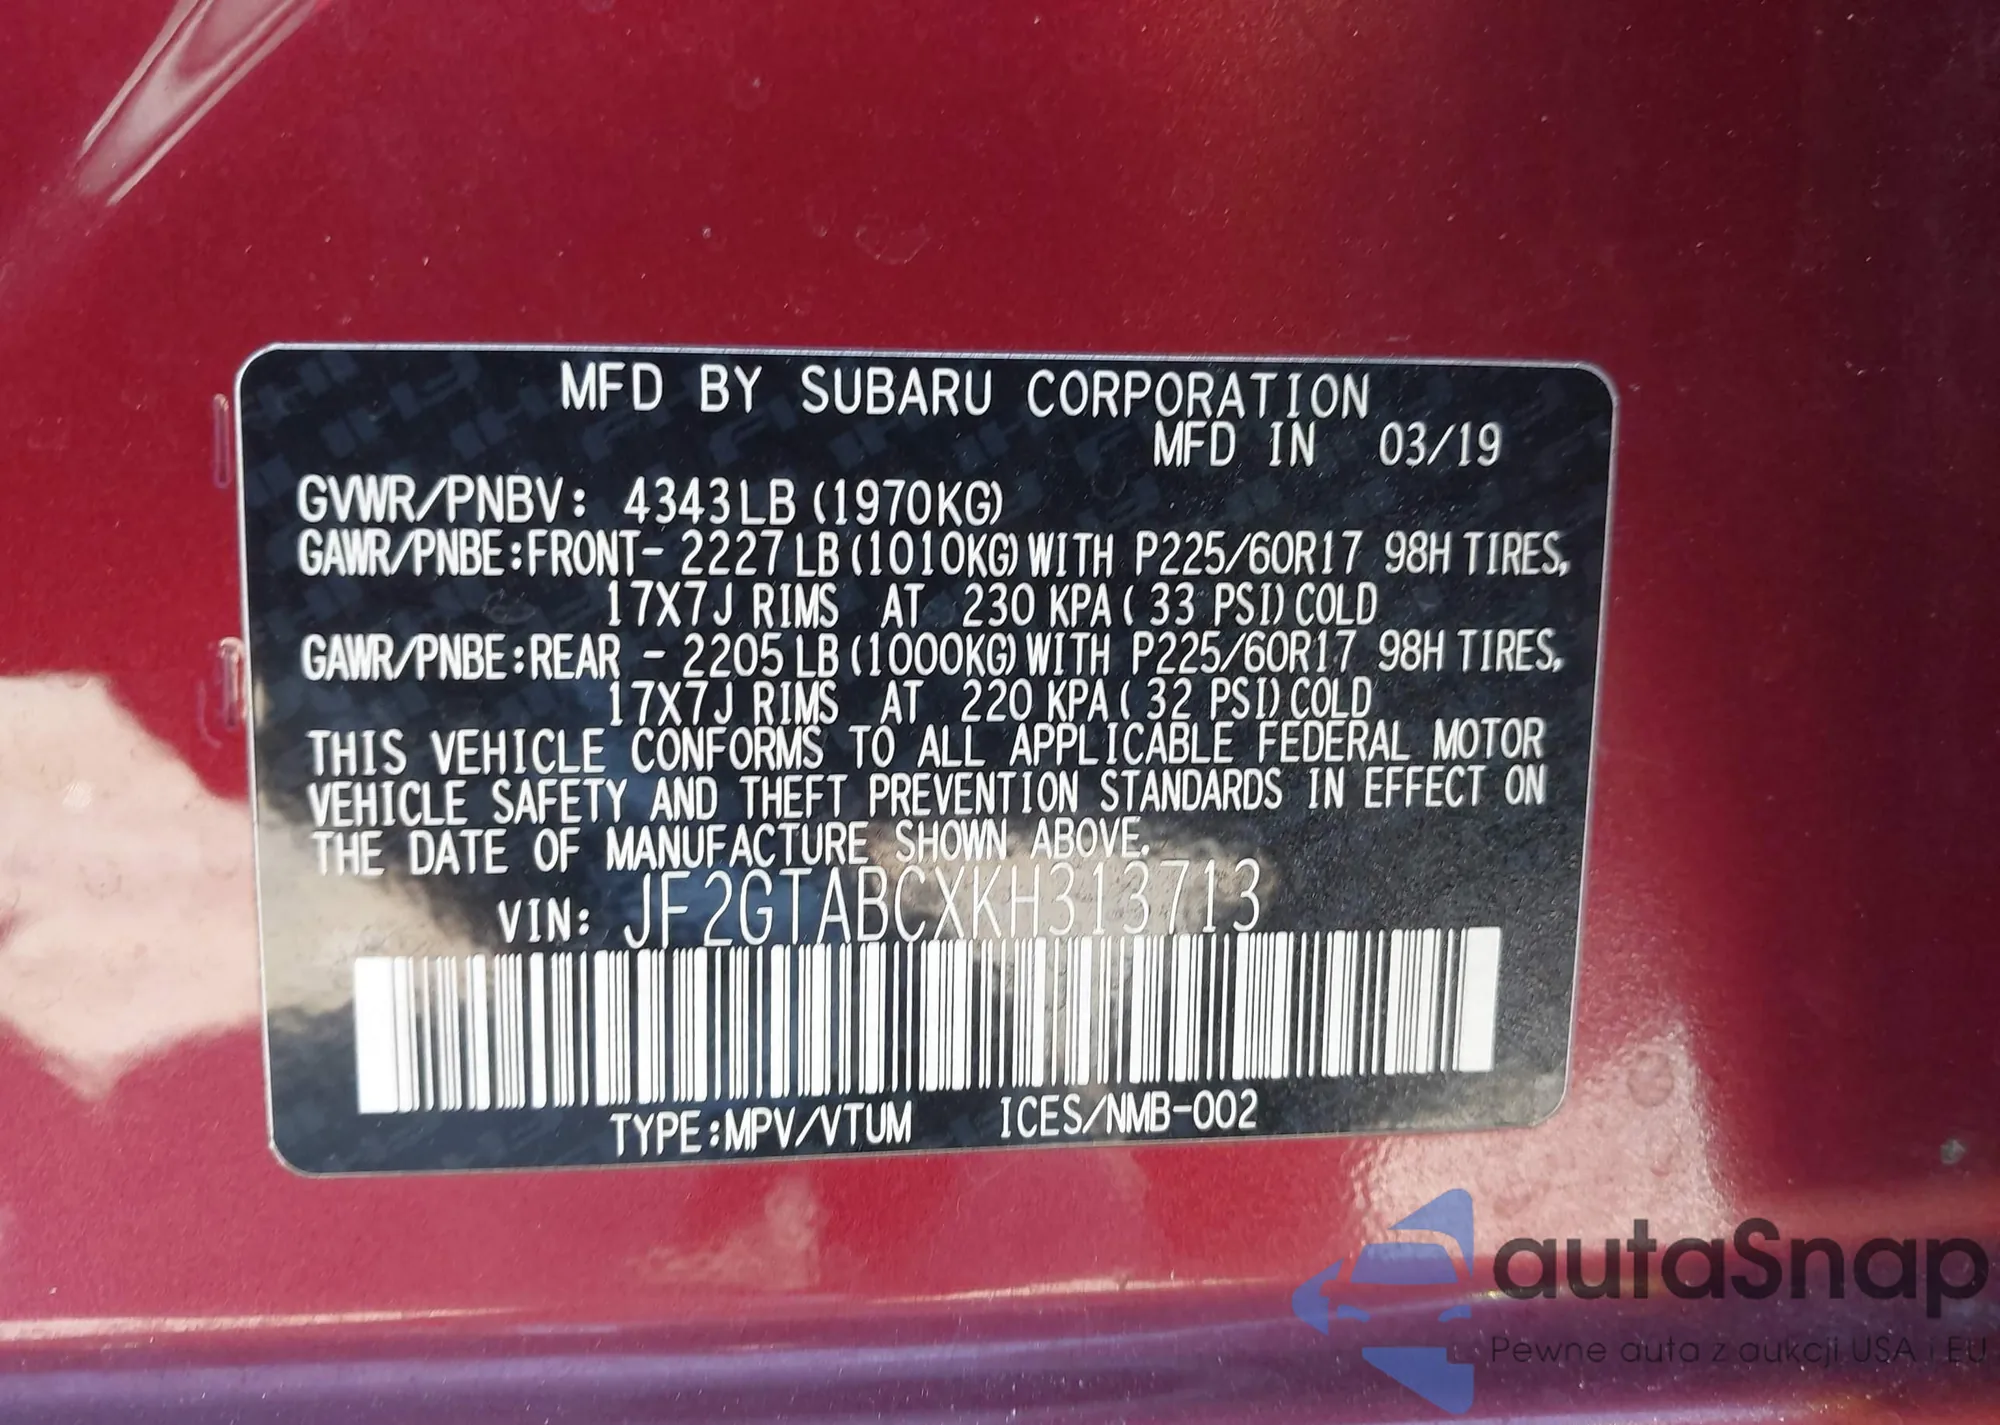 MFD BY SUBARU CORPORATION
MFD IN 03/19
GVWR/PNBV: 4343LB (1970KG)
GAWR/PNBE:FRONT- 2227 LB (1010KG) WITH P225/60R17 98H TIRES,
17X7J RIMS AT 230 KPA ( 33 PSI) COLD
GAWR/PNBE:REAR - 2205 LB (1000KG) WITH P225/60R17 98H TIRES,
17X7J RIMS AT 220 KPA ( 32 PSI) COLD
THIS VEHICLE CONFORMS TO ALL APPLICABLE FEDERAL MOTOR
VEHICLE SAFETY AND THEFT PREVENTION STANDARDS IN EFFECT ON
THE DATE OF MANUFACTURE SHOWN ABOVE.
VIN: JF2GTABCXKH313713
TYPE:MPV/VTUM ICES/NMB-002
autaSnap
Pewne auta z aukcji USA i EU